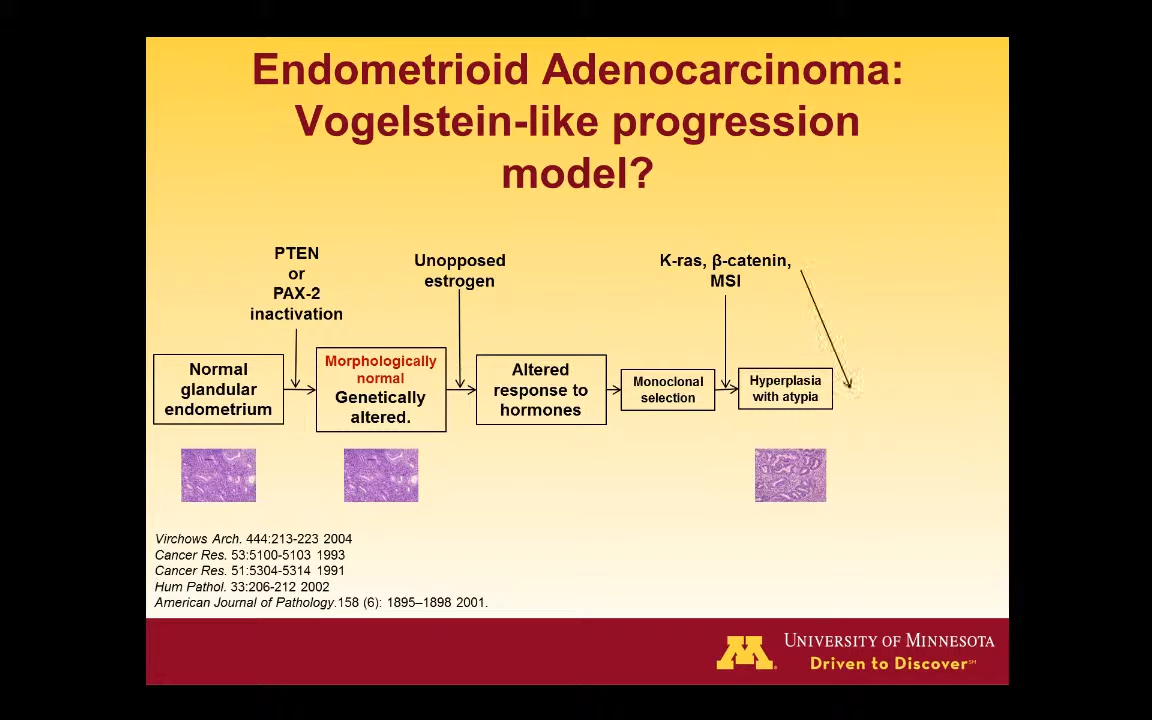 Endometrioid Adenocarcinoma:
Vogelstein-like progression
model?
PTEN
or
PAX-2
inactivation
Unopposed
estrogen
K-ras, β-catenin,
MSI
Normal
glandular
endometrium
Morphologically
normal
Genetically
altered.
Altered
response to
hormones
Monoclonal
selection
Hyperplasia
with atypia
Virchows Arch. 444:213-223 2004
Cancer Res. 53:5100-5103 1993
Cancer Res. 51:5304-5314 1991
Hum Pathol. 33:206-212 2002
American Journal of Pathology.158 (6): 1895–1898 2001.
M®
UNIVERSITY OF MINNESOTA
Driven to Discover℠